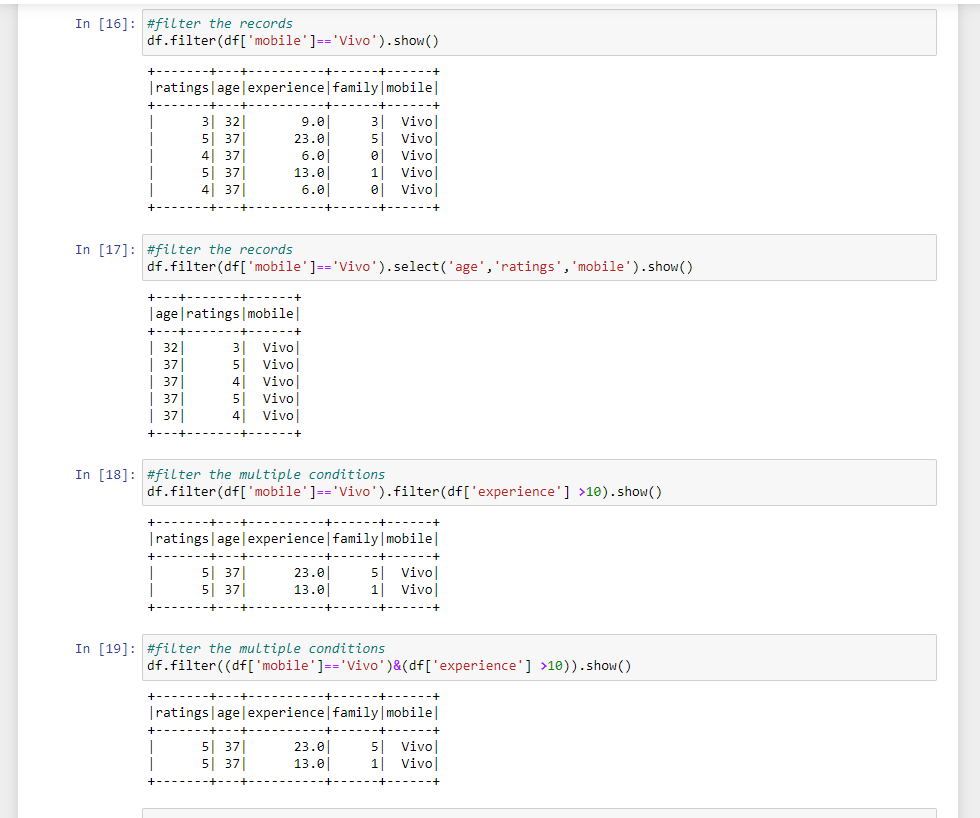 In [16]: #filter the records
df.filter(df['mobile']=='Vivo').show()
+-------+---+----------+------+------+
|ratings|age|experience|family|mobile|
+-------+---+----------+------+------+
|      3| 32|       9.0|     3|  Vivo|
|      5| 37|      23.0|     5|  Vivo|
|      4| 37|       6.0|     0|  Vivo|
|      5| 37|      13.0|     1|  Vivo|
|      4| 37|       6.0|     0|  Vivo|
+-------+---+----------+------+------+
In [17]: #filter the records
df.filter(df['mobile']=='Vivo').select('age','ratings','mobile').show()
+---+-------+------+
|age|ratings|mobile|
+---+-------+------+
| 32|      3|  Vivo|
| 37|      5|  Vivo|
| 37|      4|  Vivo|
| 37|      5|  Vivo|
| 37|      4|  Vivo|
+---+-------+------+
In [18]: #filter the multiple conditions
df.filter(df['mobile']=='Vivo').filter(df['experience'] >10).show()
+-------+---+----------+------+------+
|ratings|age|experience|family|mobile|
+-------+---+----------+------+------+
|      5| 37|      23.0|     5|  Vivo|
|      5| 37|      13.0|     1|  Vivo|
+-------+---+----------+------+------+
In [19]: #filter the multiple conditions
df.filter((df['mobile']=='Vivo')&(df['experience'] >10)).show()
+-------+---+----------+------+------+
|ratings|age|experience|family|mobile|
+-------+---+----------+------+------+
|      5| 37|      23.0|     5|  Vivo|
|      5| 37|      13.0|     1|  Vivo|
+-------+---+----------+------+------+